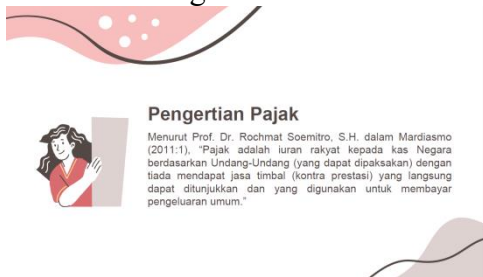 Pengertian Pajak
Menurut Prof. Dr. Rochmat Soemitro, S.H. dalam Mardiasmo
(2011:1), “Pajak adalah iuran rakyat kepada kas Negara
berdasarkan Undang-Undang (yang dapat dipaksakan) dengan
tiada mendapat jasa timbal (kontra prestasi) yang langsung
dapat ditunjukkan dan yang digunakan untuk membayar
pengeluaran umum.”